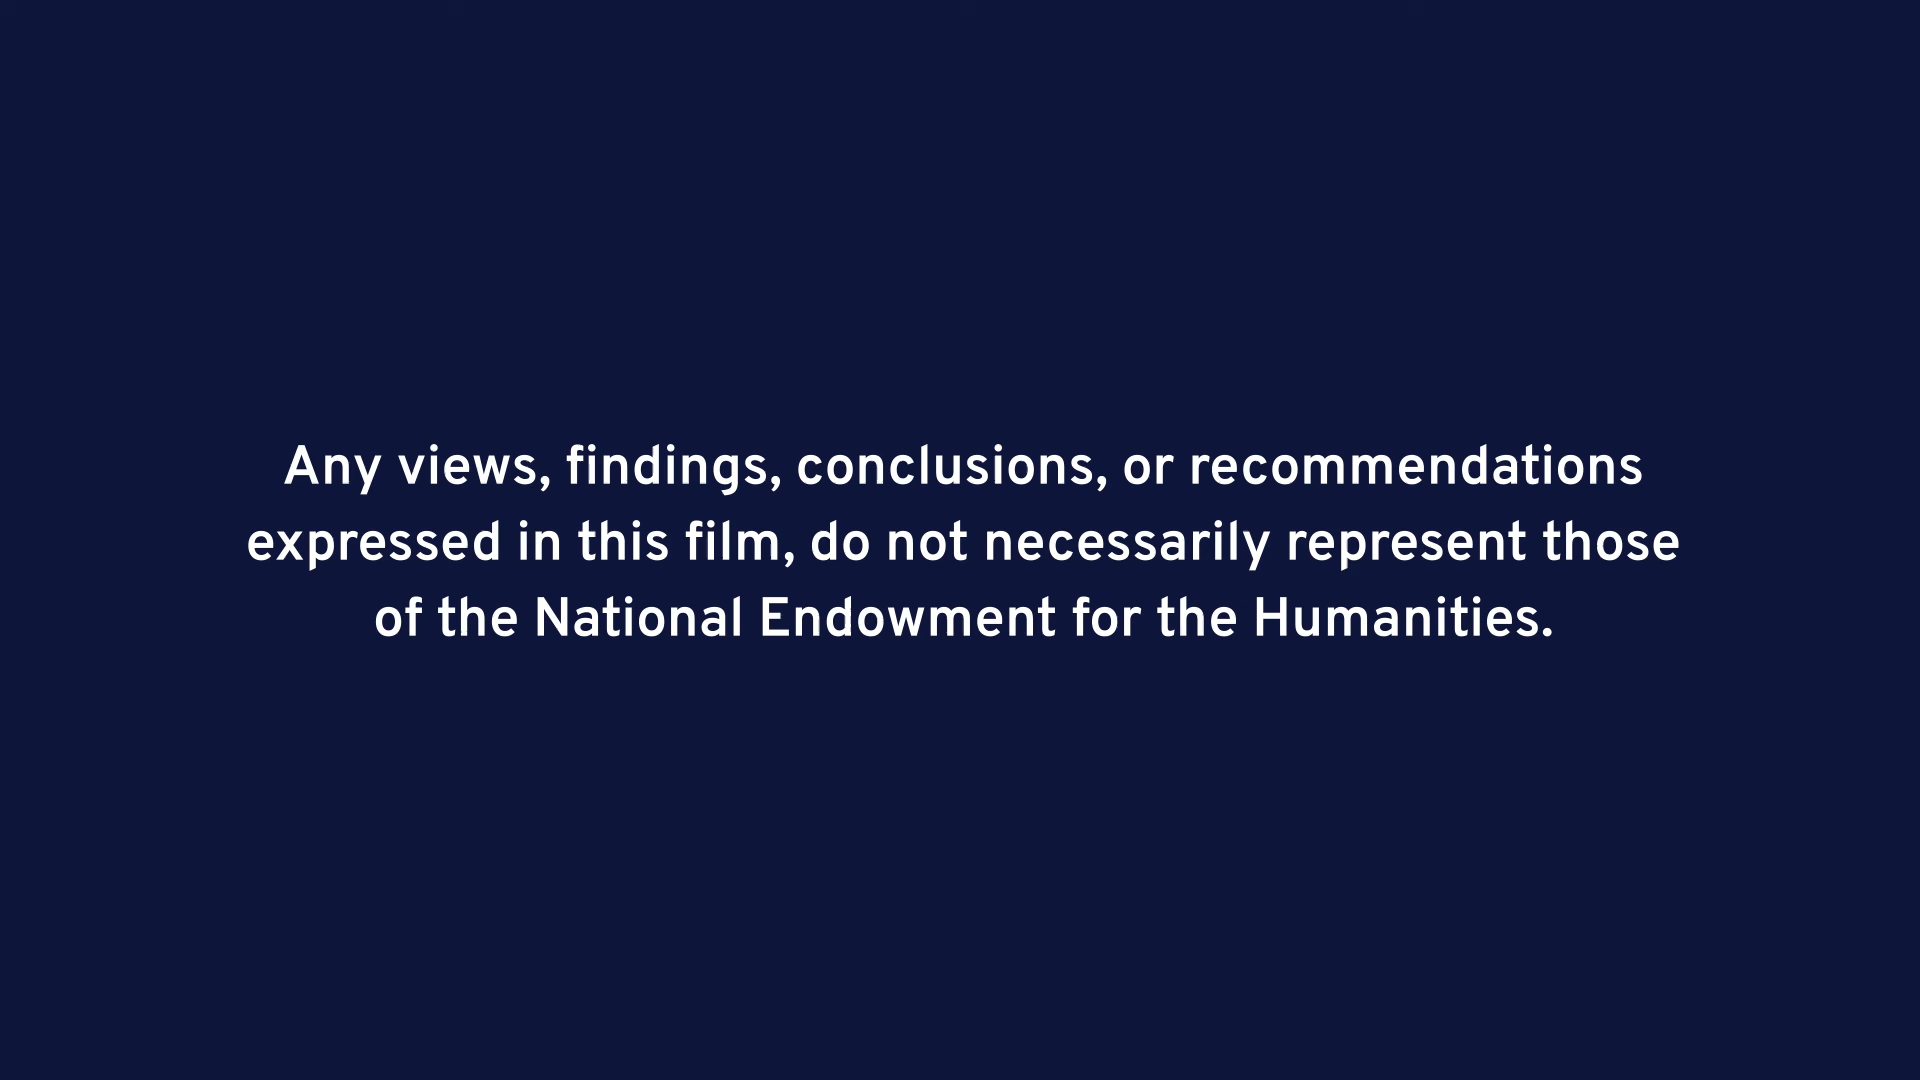 Any views, findings, conclusions, or recommendations
expressed in this film, do not necessarily represent those
of the National Endowment for the Humanities.